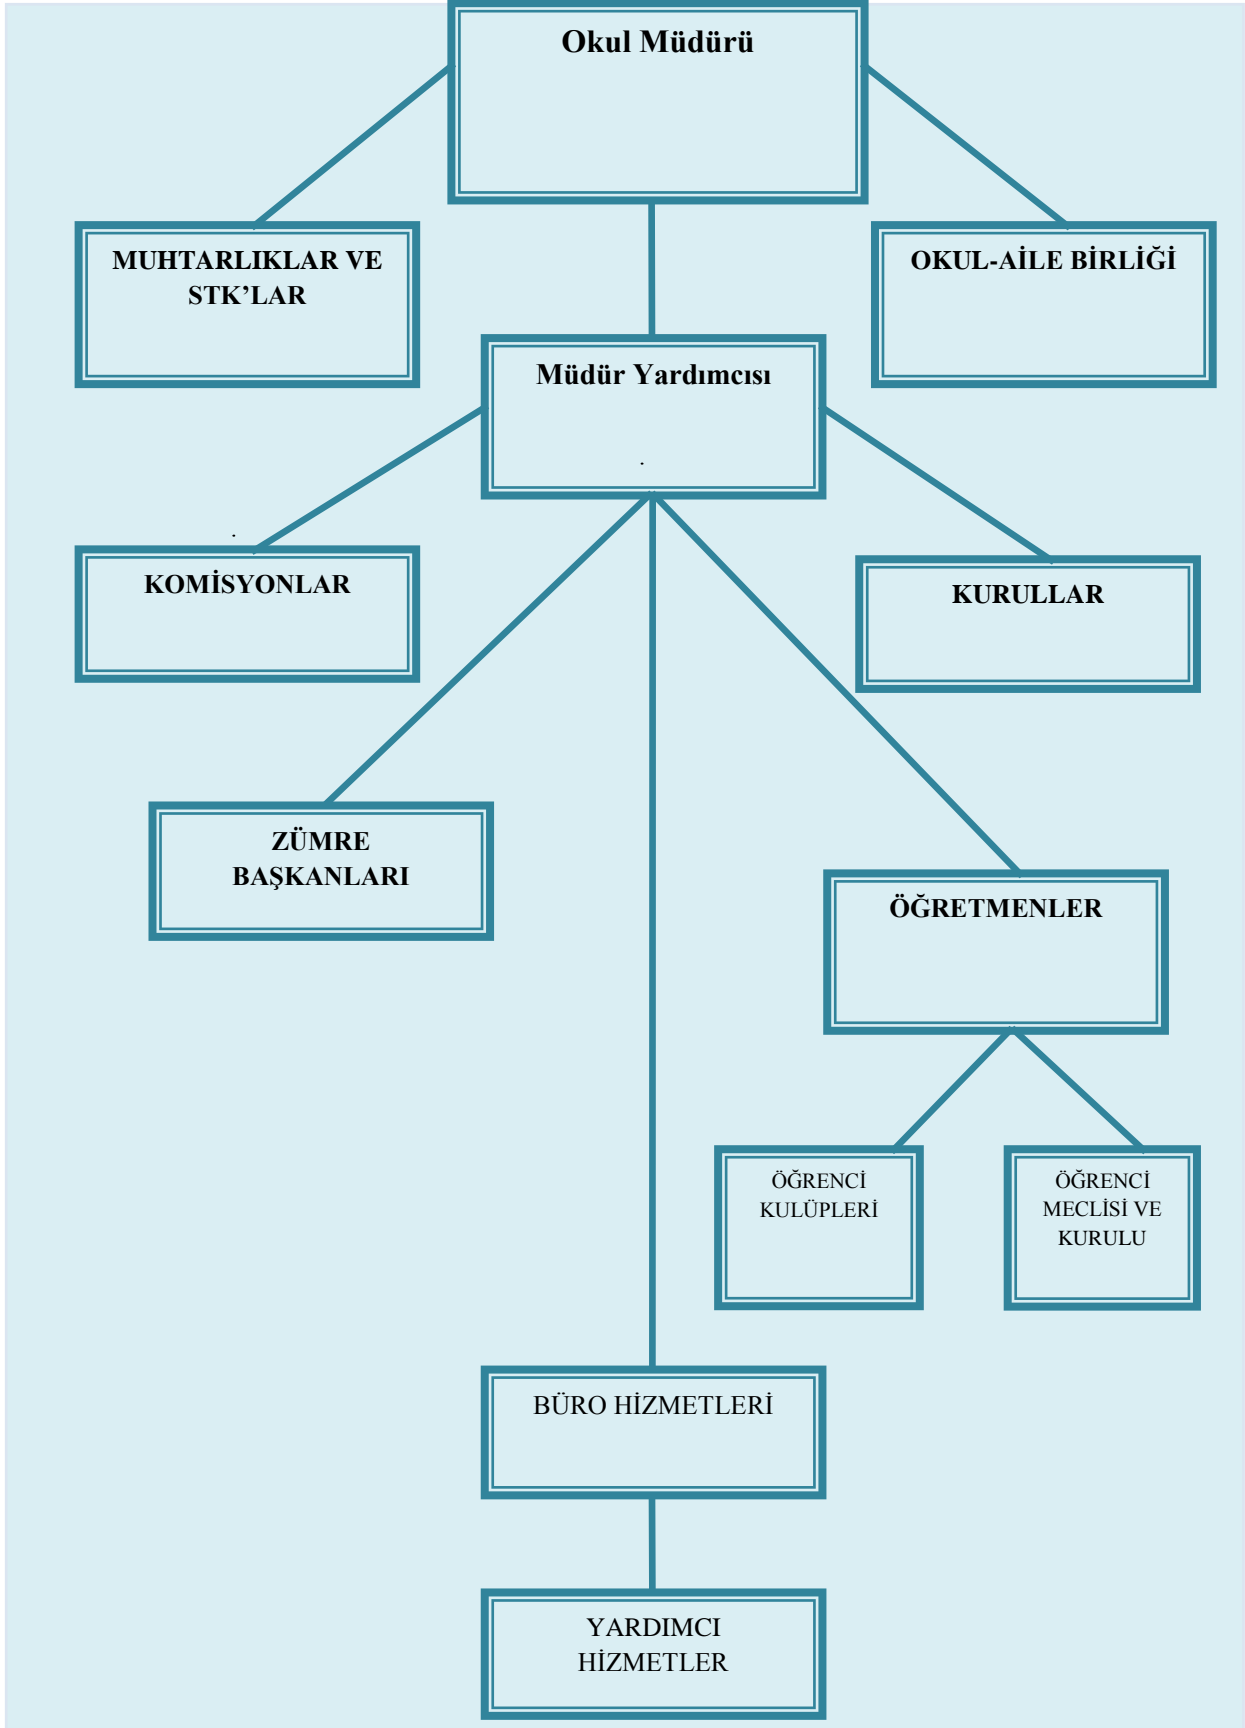 Okul Müdürü
MUHTARLIKLAR VE
STK’LAR
OKUL-AİLE BİRLİĞİ
Müdür Yardımcısı
.
.
KOMİSYONLAR
KURULLAR
ZÜMRE
BAŞKANLARI
ÖĞRETMENLER
ÖĞRENCİ
KULÜPLERİ
ÖĞRENCİ
MECLİSİ VE
KURULU
BÜRO HİZMETLERİ
YARDIMCI
HİZMETLER